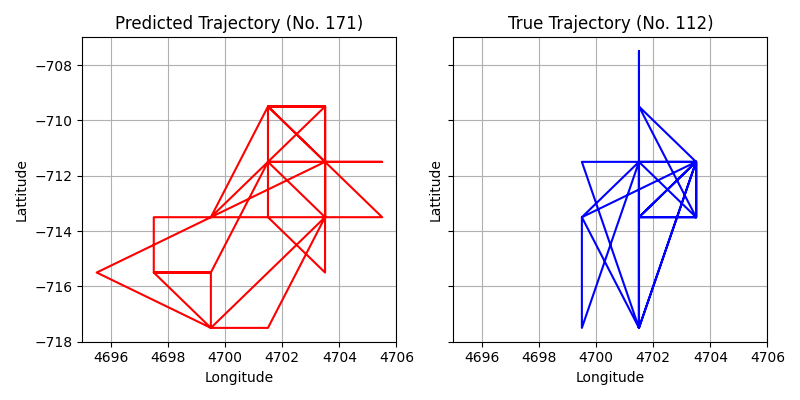 Predicted Trajectory (No. 171)
True Trajectory (No. 112)
Lattitude
−708
−710
−712
−714
−716
−718
4696 4698 4700 4702 4704 4706
Longitude
Lattitude
4696 4698 4700 4702 4704 4706
Longitude